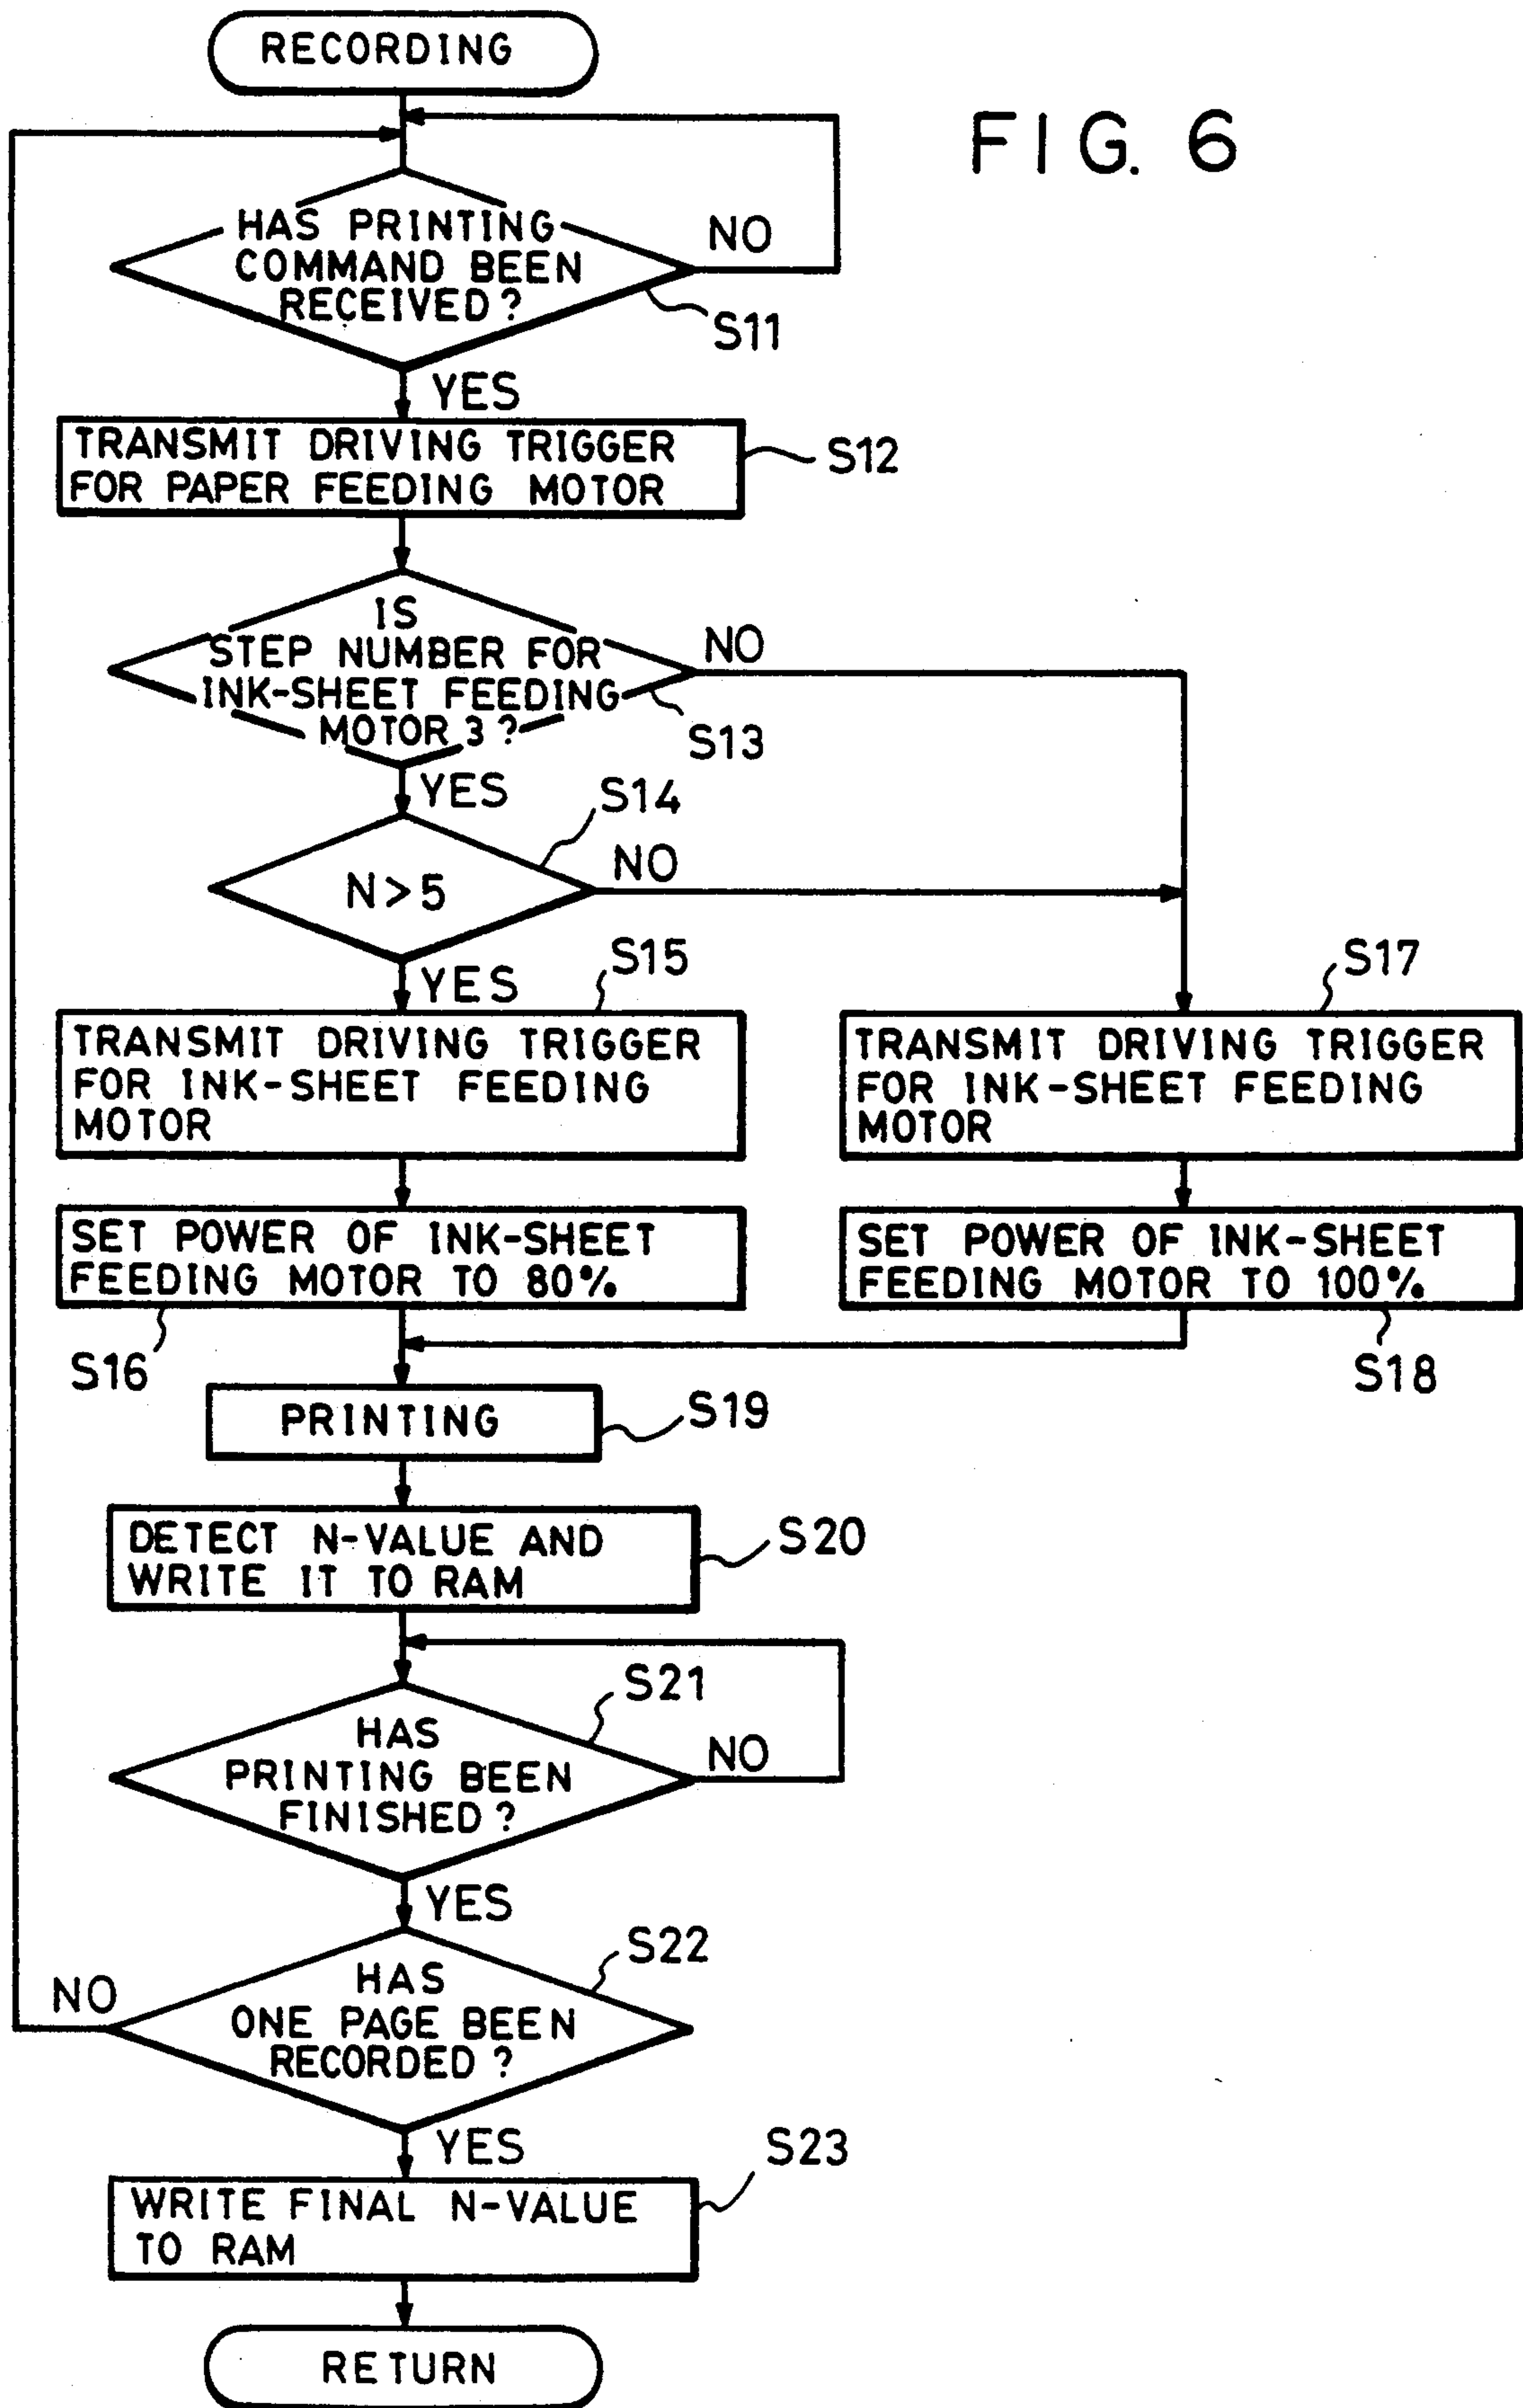 RECORDING
FIG. 6
HAS PRINTING
COMMAND BEEN
RECEIVED?
NO
S11
YES
TRANSMIT DRIVING TRIGGER
FOR PAPER FEEDING MOTOR
S12
IS
STEP NUMBER FOR
INK-SHEET FEEDING
MOTOR 3?
NO
S13
YES
S14
N>5
NO
YES
S15
TRANSMIT DRIVING TRIGGER
FOR INK-SHEET FEEDING
MOTOR
S17
TRANSMIT DRIVING TRIGGER
FOR INK-SHEET FEEDING
MOTOR
SET POWER OF INK-SHEET
FEEDING MOTOR TO 80%
S16
SET POWER OF INK-SHEET
FEEDING MOTOR TO 100%
S18
PRINTING
S19
DETECT N-VALUE AND
WRITE IT TO RAM
S20
S21
HAS
PRINTING BEEN
FINISHED?
NO
YES
S22
HAS
ONE PAGE BEEN
RECORDED?
NO
YES
S23
WRITE FINAL N-VALUE
TO RAM
RETURN